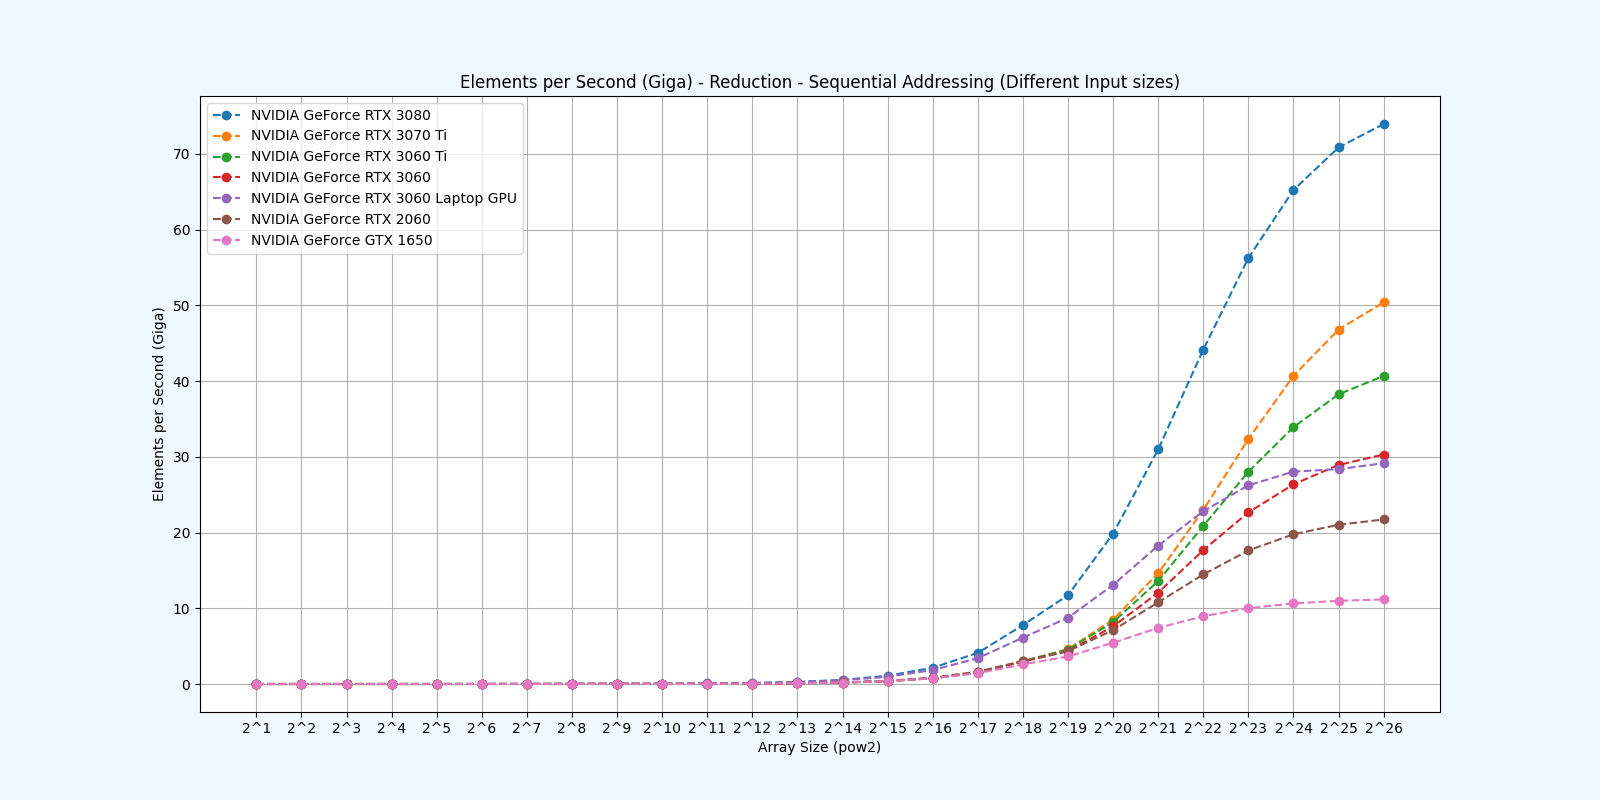 Elements per Second (Giga) - Reduction - Sequential Addressing (Different Input sizes)
NVIDIA GeForce RTX 3080
NVIDIA GeForce RTX 3070 Ti
NVIDIA GeForce RTX 3060 Ti
NVIDIA GeForce RTX 3060
NVIDIA GeForce RTX 3060 Laptop GPU
NVIDIA GeForce RTX 2060
NVIDIA GeForce GTX 1650
Elements per Second (Giga)
70
60
50
40
30
20
10
0
2^1 2^2 2^3 2^4 2^5 2^6 2^7 2^8 2^9 2^10 2^11 2^12 2^13 2^14 2^15 2^16 2^17 2^18 2^19 2^20 2^21 2^22 2^23 2^24 2^25 2^26
Array Size (pow2)